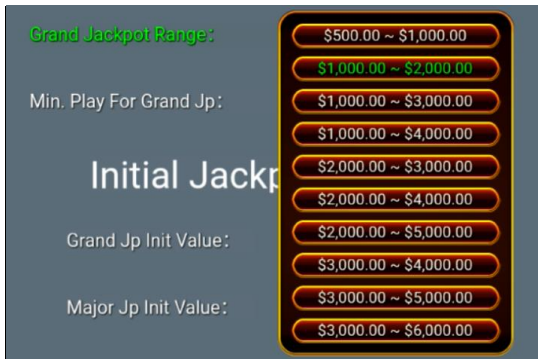 Grand Jackpot Range:
$500.00 ~ $1,000.00
$1,000.00 ~ $2,000.00
Min. Play For Grand Jp:
$1,000.00 ~ $3,000.00
$1,000.00 ~ $4,000.00
Initial Jackp
$2,000.00 ~ $3,000.00
$2,000.00 ~ $4,000.00
Grand Jp Init Value:
$2,000.00 ~ $5,000.00
$3,000.00 ~ $4,000.00
Major Jp Init Value:
$3,000.00 ~ $5,000.00
$3,000.00 ~ $6,000.00